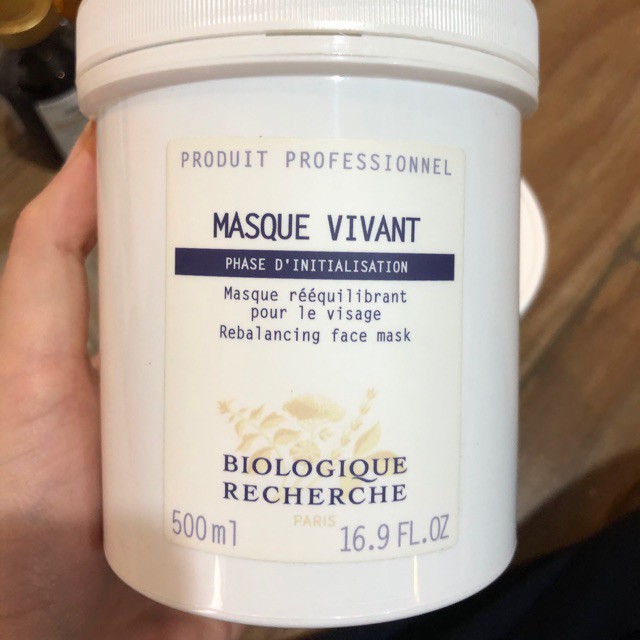 PRODUIT PROFESSIONNEL
MASQUE VIVANT
PHASE D'INITIALISATION
Masque rééquilibrant
pour le visage
Rebalancing face mask
BIOLOGIQUE
RECHERCHE
PARIS
500ml 16.9 FL.OZ